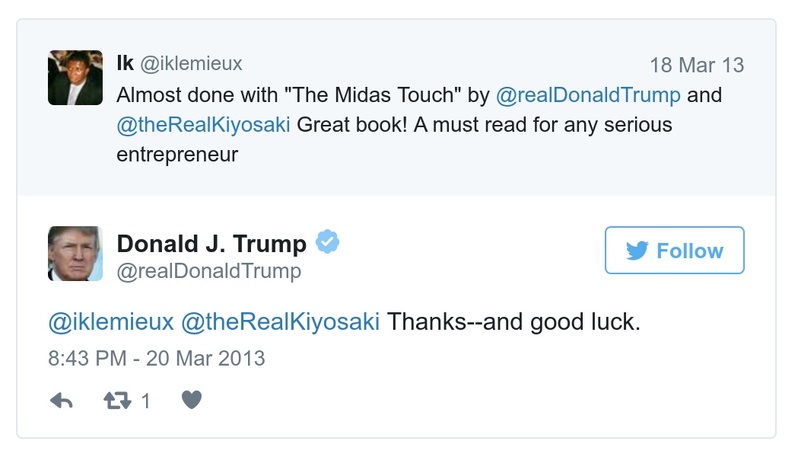 Ik @iklemieux 18 Mar 13
Almost done with "The Midas Touch" by @realDonaldTrump and
@theRealKiyosaki Great book! A must read for any serious
entrepreneur
Donald J. Trump
@realDonaldTrump
Follow
@iklemieux @theRealKiyosaki Thanks--and good luck.
8:43 PM - 20 Mar 2013
1